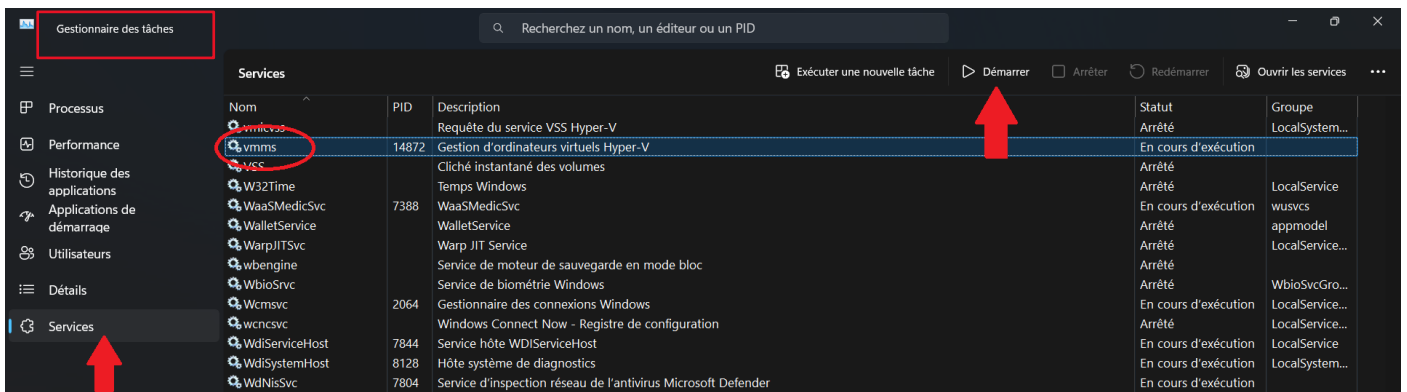 Gestionnaire des tâches
Recherchez un nom, un éditeur ou un PID
Services
Exécuter une nouvelle tâche
Démarrer
Arrêter
Redémarrer
Ouvrir les services
Processus
Performance
Historique des
applications
Applications de
démarrage
Utilisateurs
Détails
Services
Nom PID Description Statut Groupe
vmicvss Requête du service VSS Hyper-V Arrêté LocalSystem...
vmms 14872 Gestion d'ordinateurs virtuels Hyper-V En cours d'exécution
VSS Cliché instantané des volumes Arrêté
W32Time Temps Windows Arrêté LocalService
WaaSMedicSvc 7388 WaaSMedicSvc En cours d'exécution wusvcs
WalletService WalletService Arrêté appmodel
WarpJITSvc Warp JIT Service Arrêté LocalService...
wbengine Service de moteur de sauvegarde en mode bloc Arrêté
WbioSrvc Service de biométrie Windows Arrêté WbioSvcGro...
Wcmsvc 2064 Gestionnaire des connexions Windows En cours d'exécution LocalService...
wcncsvc Windows Connect Now - Registre de configuration Arrêté LocalService...
WdiServiceHost 7844 Service hôte WDIServiceHost En cours d'exécution LocalService
WdiSystemHost 8128 Hôte système de diagnostics En cours d'exécution LocalSystem...
WdNisSvc 7804 Service d'inspection réseau de l'antivirus Microsoft Defender En cours d'exécution